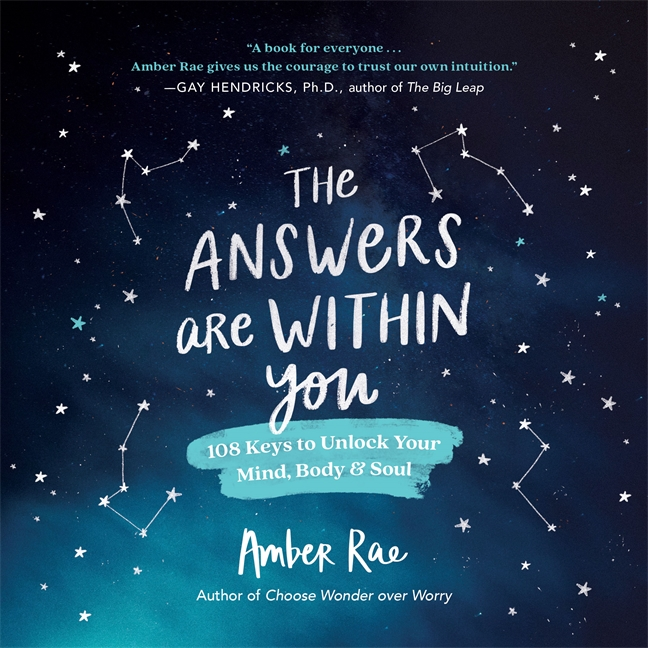 “A book for everyone...
Amber Rae gives us the courage to trust our own intuition.”
—GAY HENDRICKS, Ph.D., author of The Big Leap
THe
ANSWeRS
aRe WITHIN
you
108 Keys to Unlock Your
Mind, Body & Soul
Amber Rae
Author of Choose Wonder over Worry